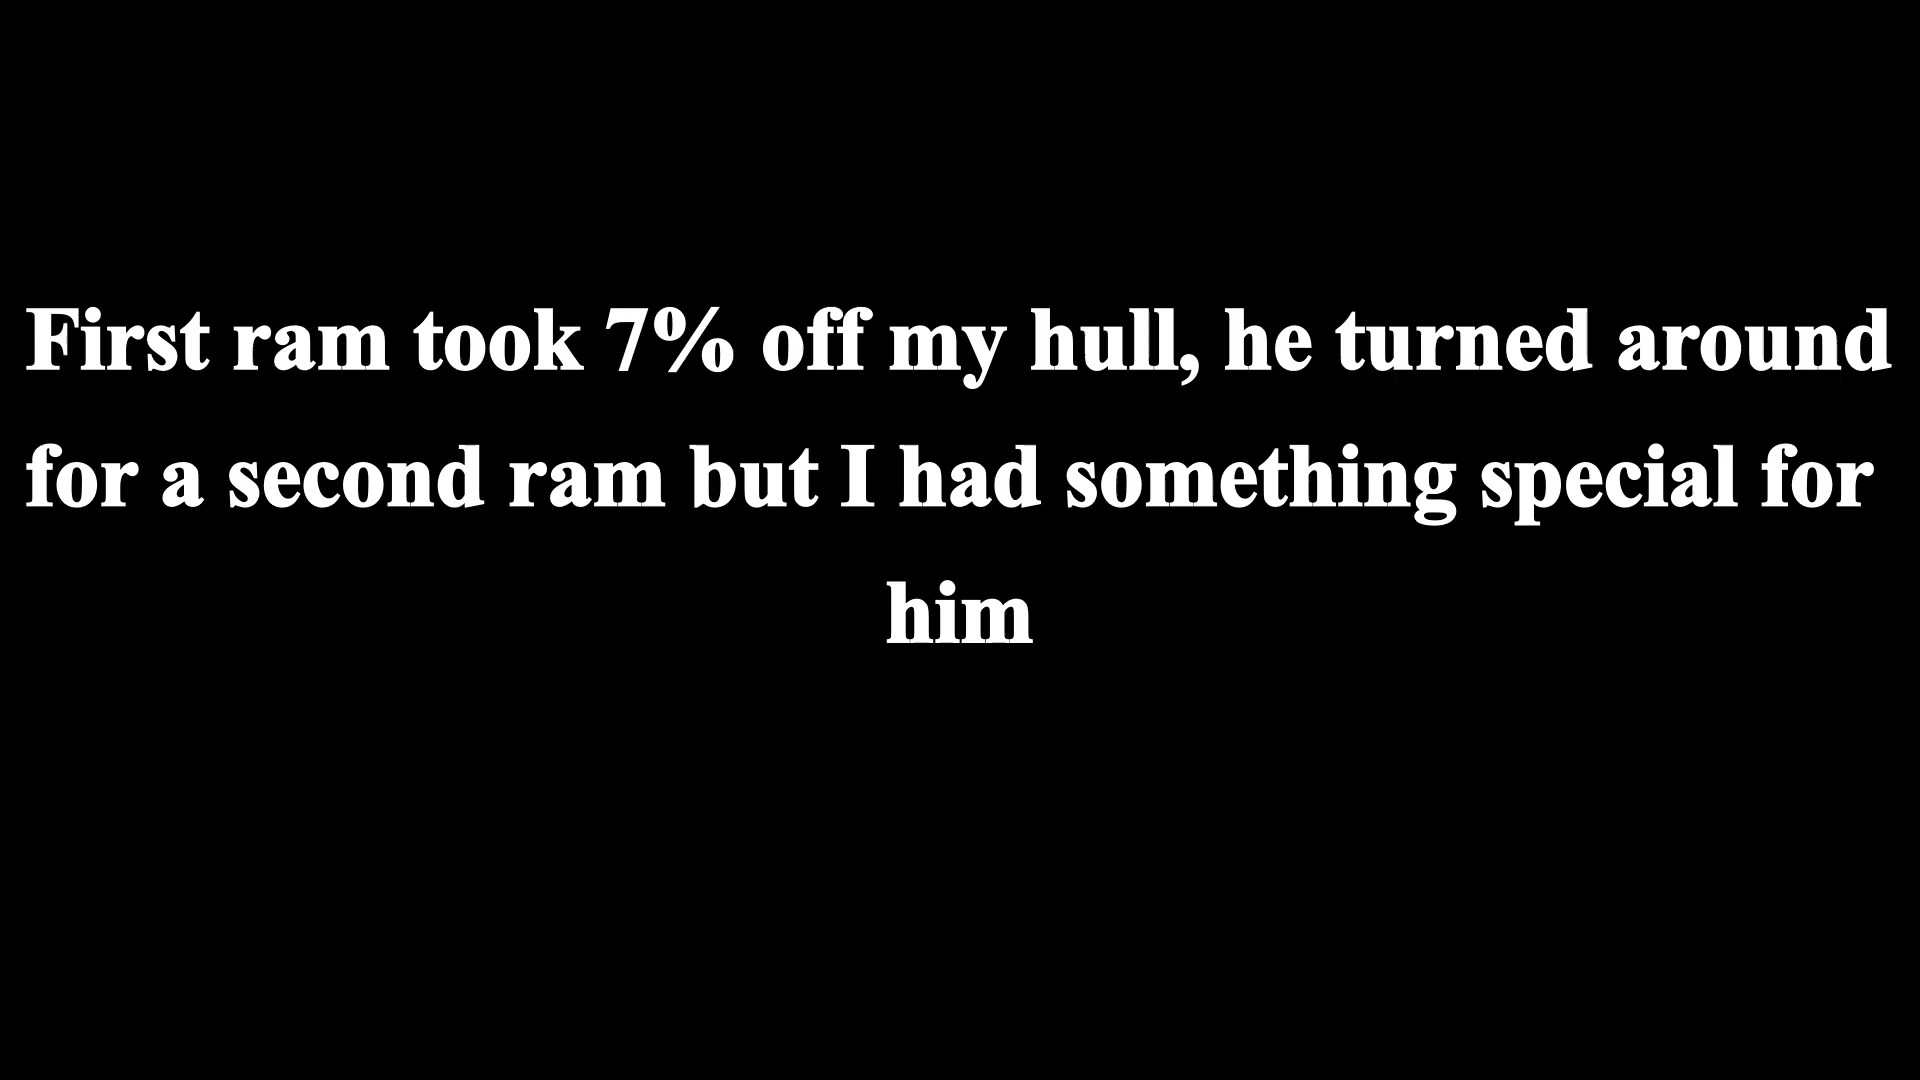 First ram took 7% off my hull, he turned around
for a second ram but I had something special for
him